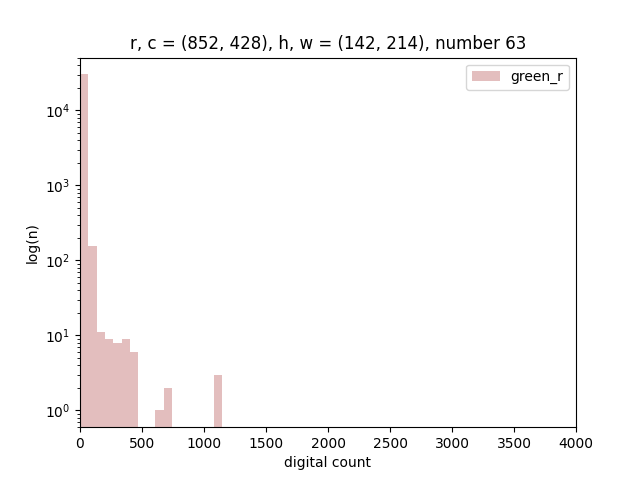 r, c = (852, 428), h, w = (142, 214), number 63
green_r
10⁴
10³
10²
10¹
10⁰
log(n)
0 500 1000 1500 2000 2500 3000 3500 4000
digital count